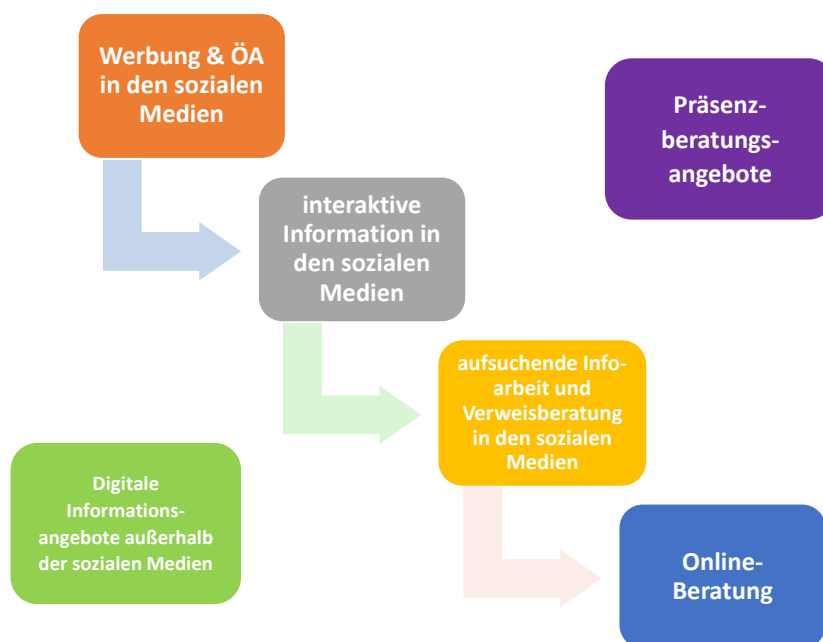 Werbung & ÖA
in den sozialen
Medien
Präsenz-
beratungs-
angebote
interaktive
Information in
den sozialen
Medien
aufsuchende Info-
arbeit und
Verweisberatung
in den sozialen
Medien
Digitale
Informations-
angebote außerhalb
der sozialen Medien
Online-
Beratung